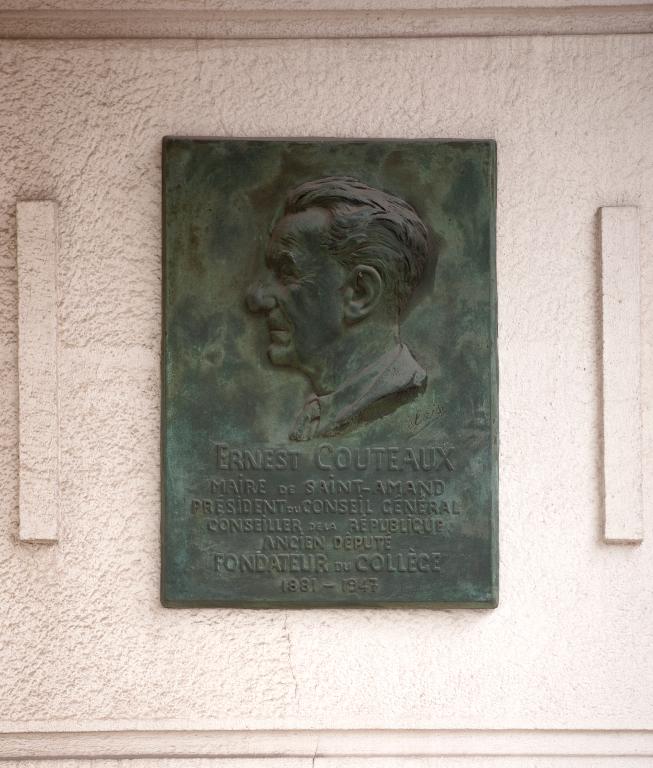 ERNEST COUTEAUX
MAIRE DE SAINT-AMAND
PRÉSIDENT DU CONSEIL GÉNÉRAL
CONSEILLER DE LA RÉPUBLIQUE
ANCIEN DÉPUTÉ
FONDATEUR DU COLLÈGE
1881 - 1947